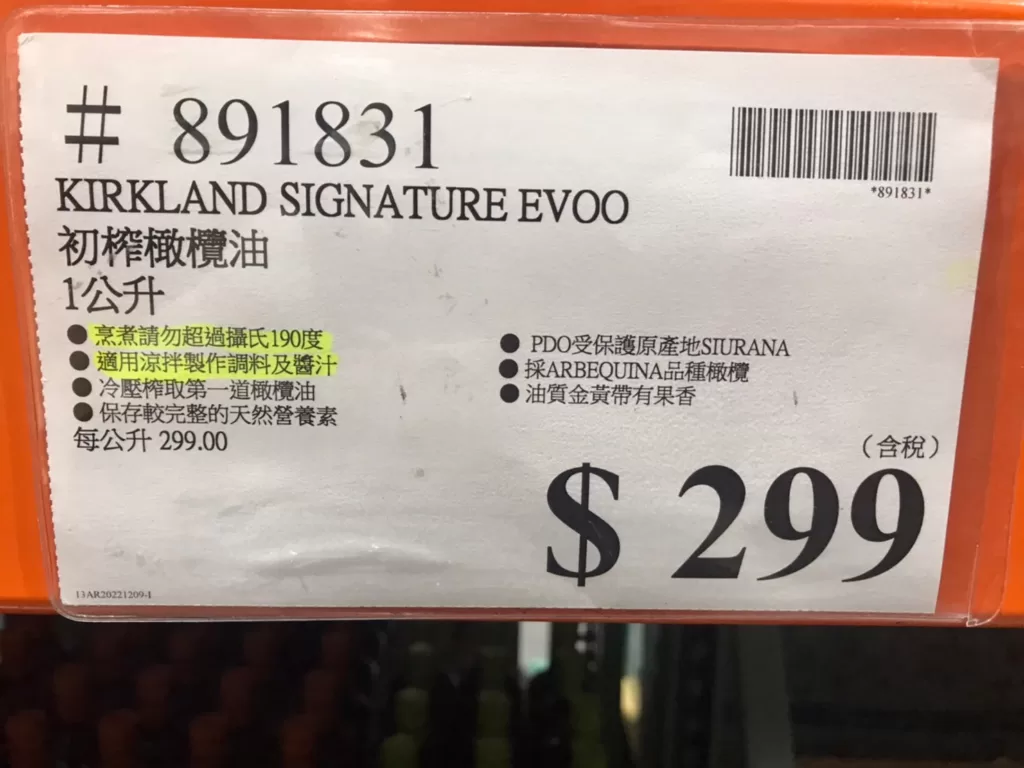 # 891831
*891831*
KIRKLAND SIGNATURE EVOO
初榨橄欖油
1公升
● 烹煮請勿超過攝氏190度
● 適用涼拌製作調料及醬汁
● 冷壓榨取第一道橄欖油
● 保存較完整的天然營養素
每公升 299.00
● PDO受保護原產地SIURANA
● 採ARBEQUINA品種橄欖
● 油質金黃帶有果香
（含稅）
$ 299
13AR20221209-1